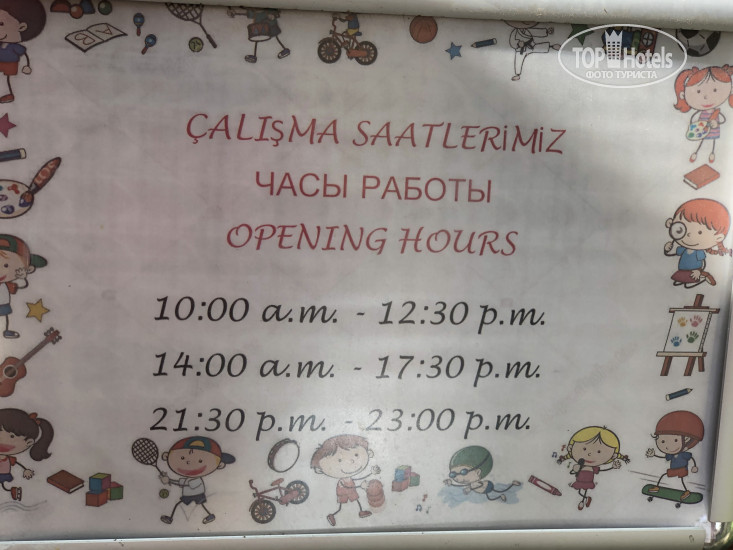 TOP Hotels
ФОТО ТУРИСТА
ÇALIŞMA SAATLERİMİZ
ЧАСЫ РАБОТЫ
OPENING HOURS
10:00 a.m. - 12:30 p.m.
14:00 a.m. - 17:30 p.m.
21:30 p.m. - 23:00 p.m.